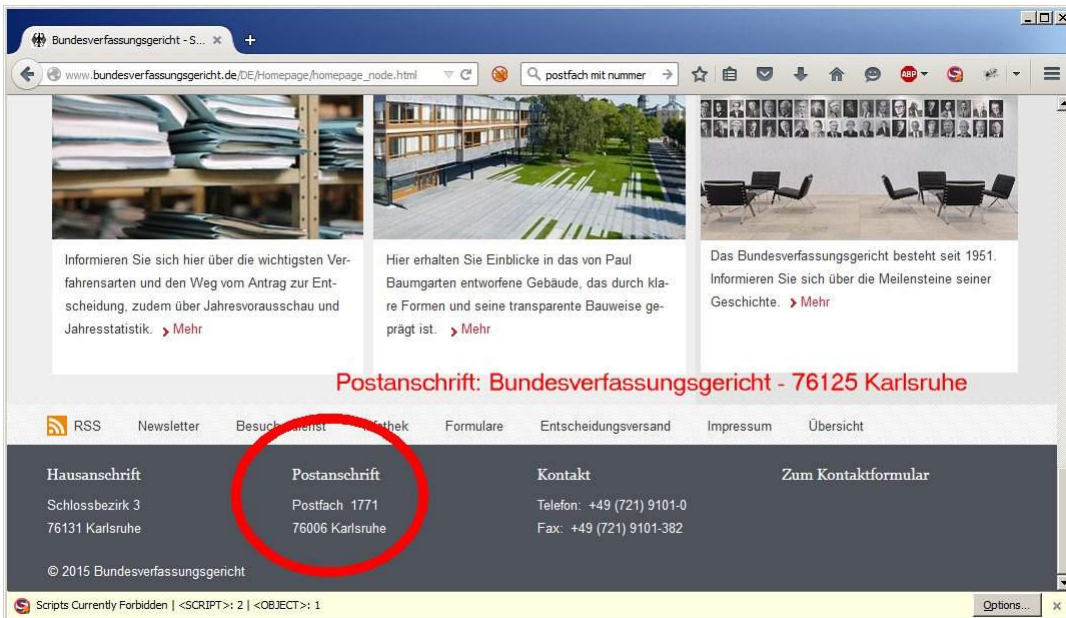 Bundesverfassungsgericht - S...
www.bundesverfassungsgericht.de/DE/Homepage/homepage_node.html
postfach mit nummer
ABP
Informieren Sie sich hier über die wichtigsten Ver-
fahrensarten und den Weg vom Antrag zur Ent-
scheidung, zudem über Jahresvorausschau und
Jahresstatistik. Mehr
Hier erhalten Sie Einblicke in das von Paul
Baumgarten entworfene Gebäude, das durch kla-
re Formen und seine transparente Bauweise ge-
prägt ist. Mehr
Das Bundesverfassungsgericht besteht seit 1951.
Informieren Sie sich über die Meilensteine seiner
Geschichte. Mehr
Postanschrift: Bundesverfassungsgericht - 76125 Karlsruhe
RSS Newsletter Formulare Entscheidungsversand Impressum Übersicht
Hausanschrift
Schlossbezirk 3
76131 Karlsruhe
Postanschrift
Postfach 1771
76006 Karlsruhe
Kontakt
Telefon: +49 (721) 9101-0
Fax: +49 (721) 9101-382
Zum Kontaktformular
© 2015 Bundesverfassungsgericht
Scripts Currently Forbidden | <SCRIPT>: 2 | <OBJECT>: 1
Options...